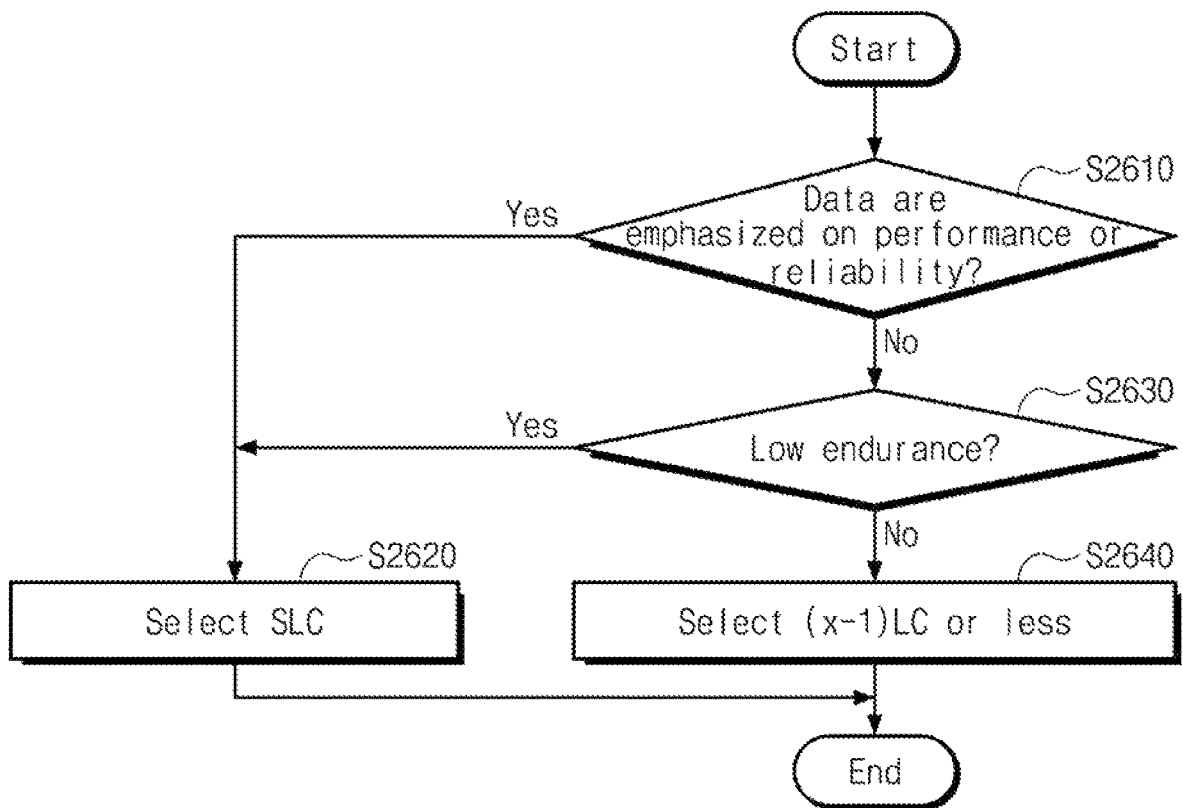 Start
S2610
Data are
emphasized on performance or
reliability?
Yes
No
S2630
Low endurance?
Yes
No
S2620
Select SLC
S2640
Select (x-1)LC or less
End